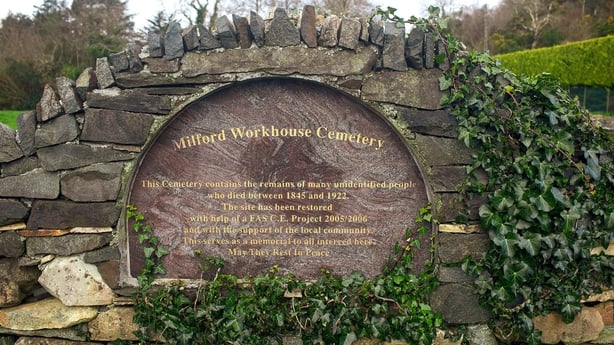 Milford Workhouse Cemetery
This Cemetery contains the remains of many unidentified people
who died between 1845 and 1922.
The site has been restored
with help of a FAS C.E. Project 2005/2006
and with the support of the local community.
This serves as a memorial to all interred here.
May They Rest In Peace